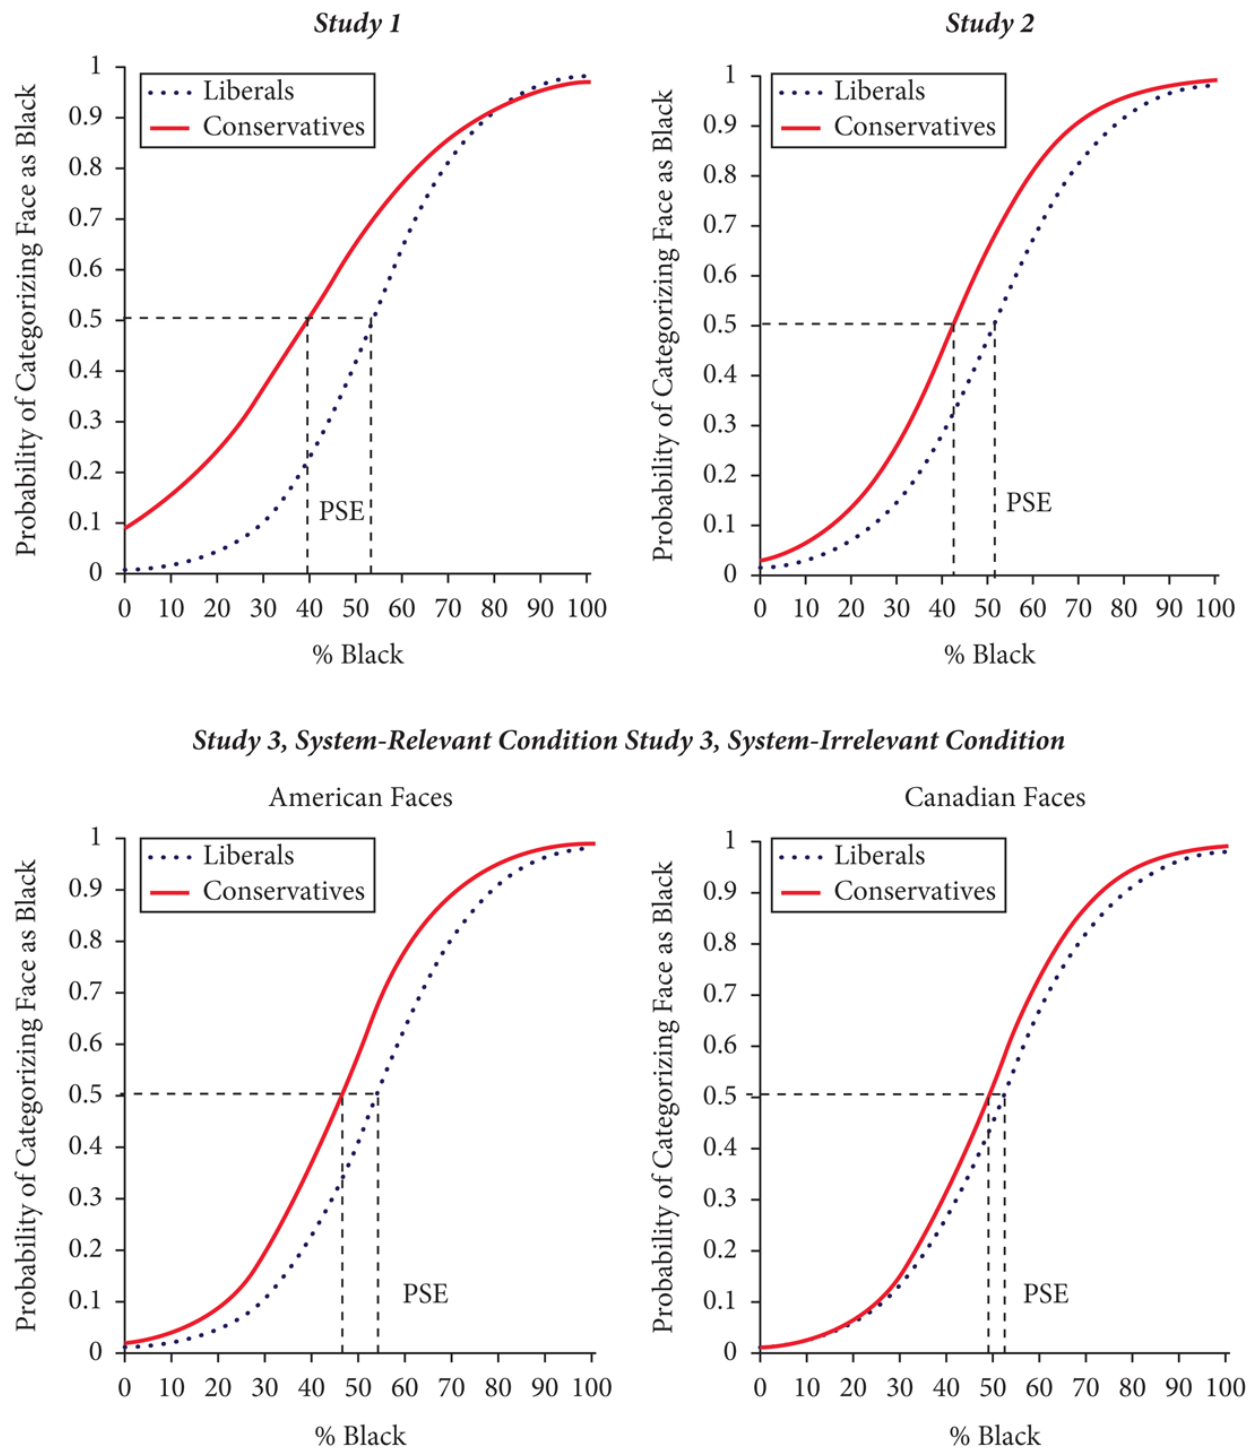 Study 1
Probability of Categorizing Face as Black
1
0.9
0.8
0.7
0.6
0.5
0.4
0.3
0.2
0.1
0
Liberals
Conservatives
PSE
0 10 20 30 40 50 60 70 80 90 100
% Black
Study 2
Probability of Categorizing Face as Black
1
0.9
0.8
0.7
0.6
0.5
0.4
0.3
0.2
0.1
0
Liberals
Conservatives
PSE
0 10 20 30 40 50 60 70 80 90 100
% Black
Study 3, System-Relevant Condition Study 3, System-Irrelevant Condition
American Faces
Probability of Categorizing Face as Black
1
0.9
0.8
0.7
0.6
0.5
0.4
0.3
0.2
0.1
0
Liberals
Conservatives
PSE
0 10 20 30 40 50 60 70 80 90 100
% Black
Canadian Faces
Probability of Categorizing Face as Black
1
0.9
0.8
0.7
0.6
0.5
0.4
0.3
0.2
0.1
0
Liberals
Conservatives
PSE
0 10 20 30 40 50 60 70 80 90 100
% Black